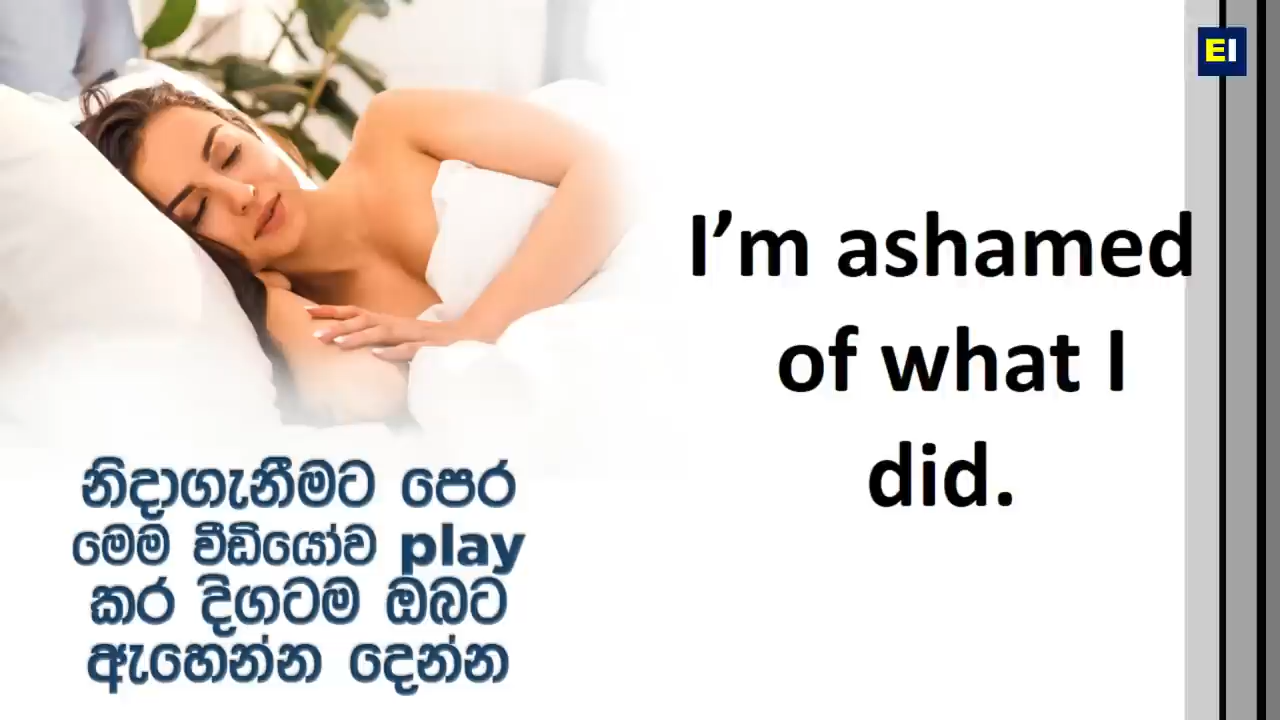 EI
I’m ashamed
of what I
did.
නිදාගැනීමට පෙර
මෙම වීඩියෝව play
කර දිගටම ඔබට
ඇහෙන්න දෙන්න